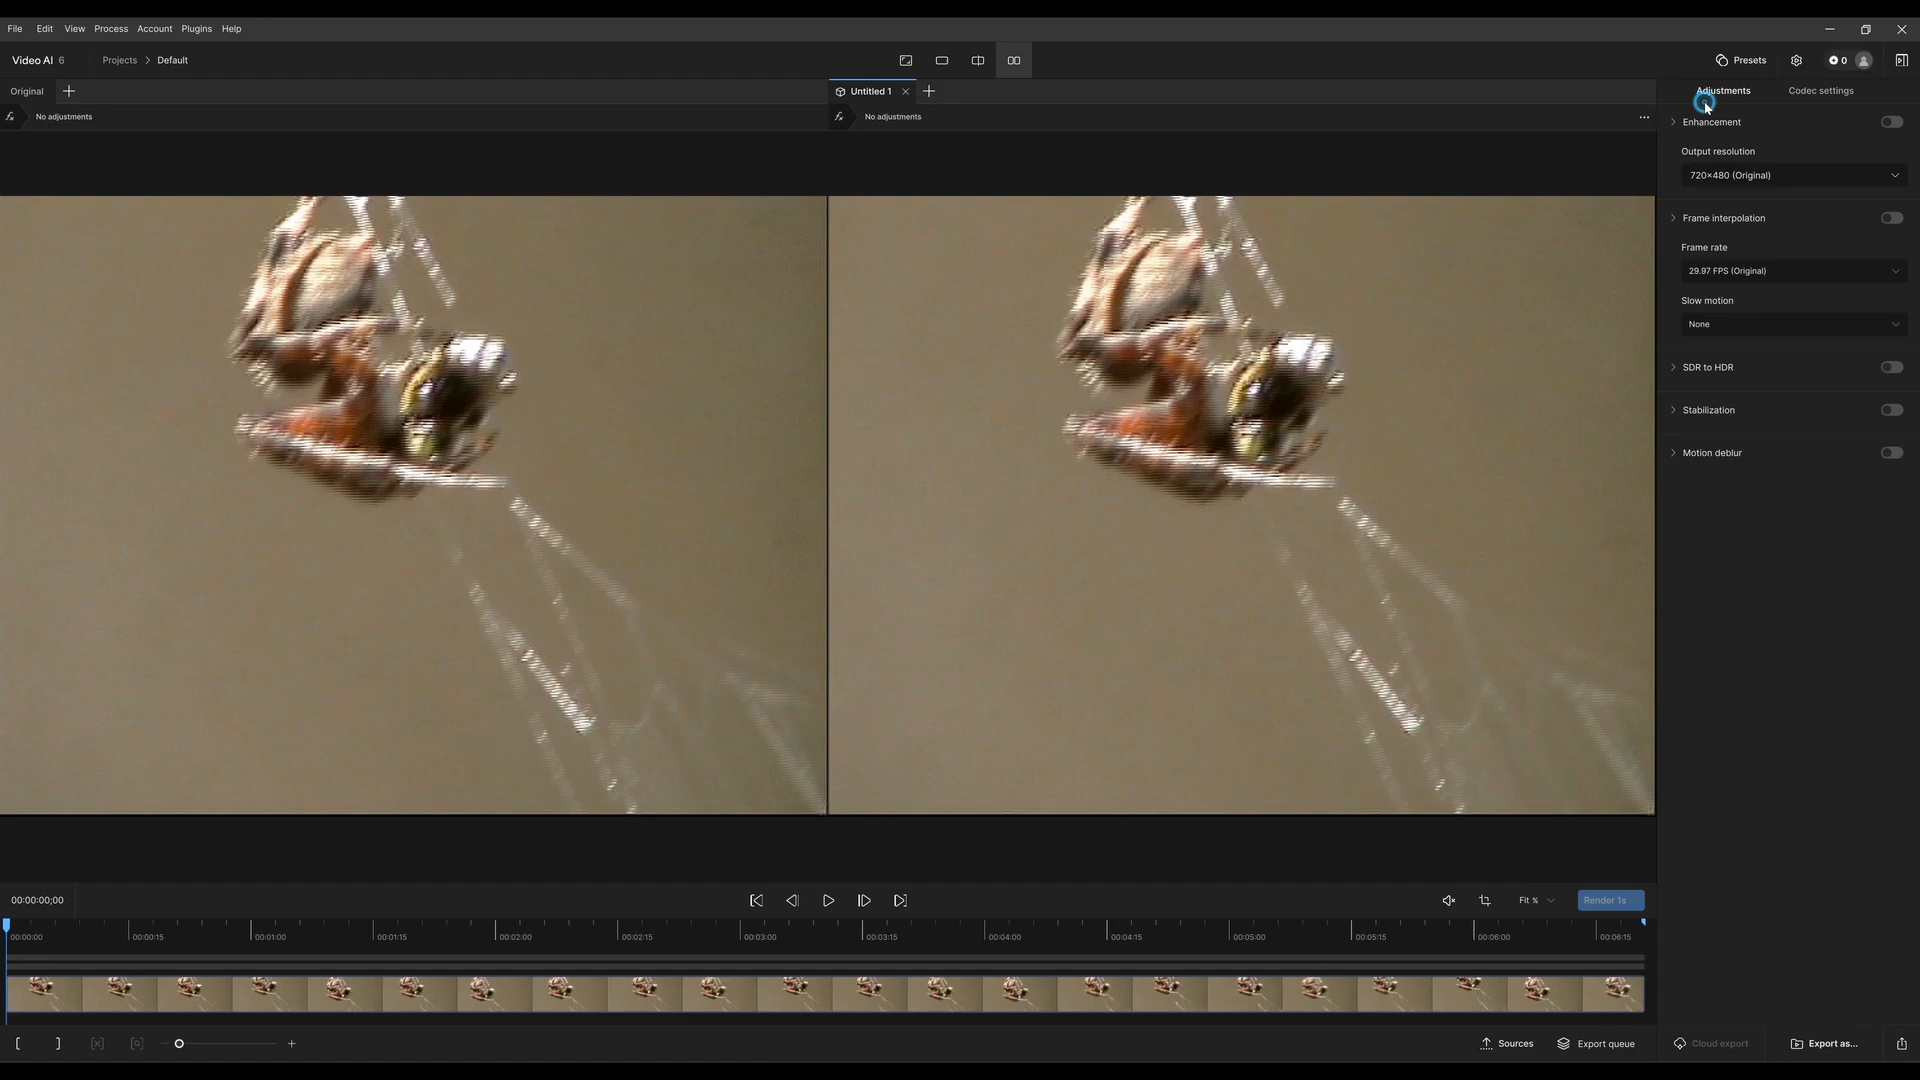 File Edit View Process Account Plugins Help
Video AI 6 Projects > Default Presets 0
Original + Untitled 1 × + Adjustments Codec settings
fx No adjustments fx No adjustments ...
Enhancement
Output resolution
720×480 (Original)
Frame interpolation
Frame rate
29.97 FPS (Original)
Slow motion
None
SDR to HDR
Stabilization
Motion deblur
00:00:00;00 Fit % Render 1s
00:00:00 00:00:15 00:01:00 00:01:15 00:02:00 00:02:15 00:03:00 00:03:15 00:04:00 00:04:15 00:05:00 00:05:15 00:06:00 00:06:15
[ ] [×] − + Sources Export queue Cloud export Export as...